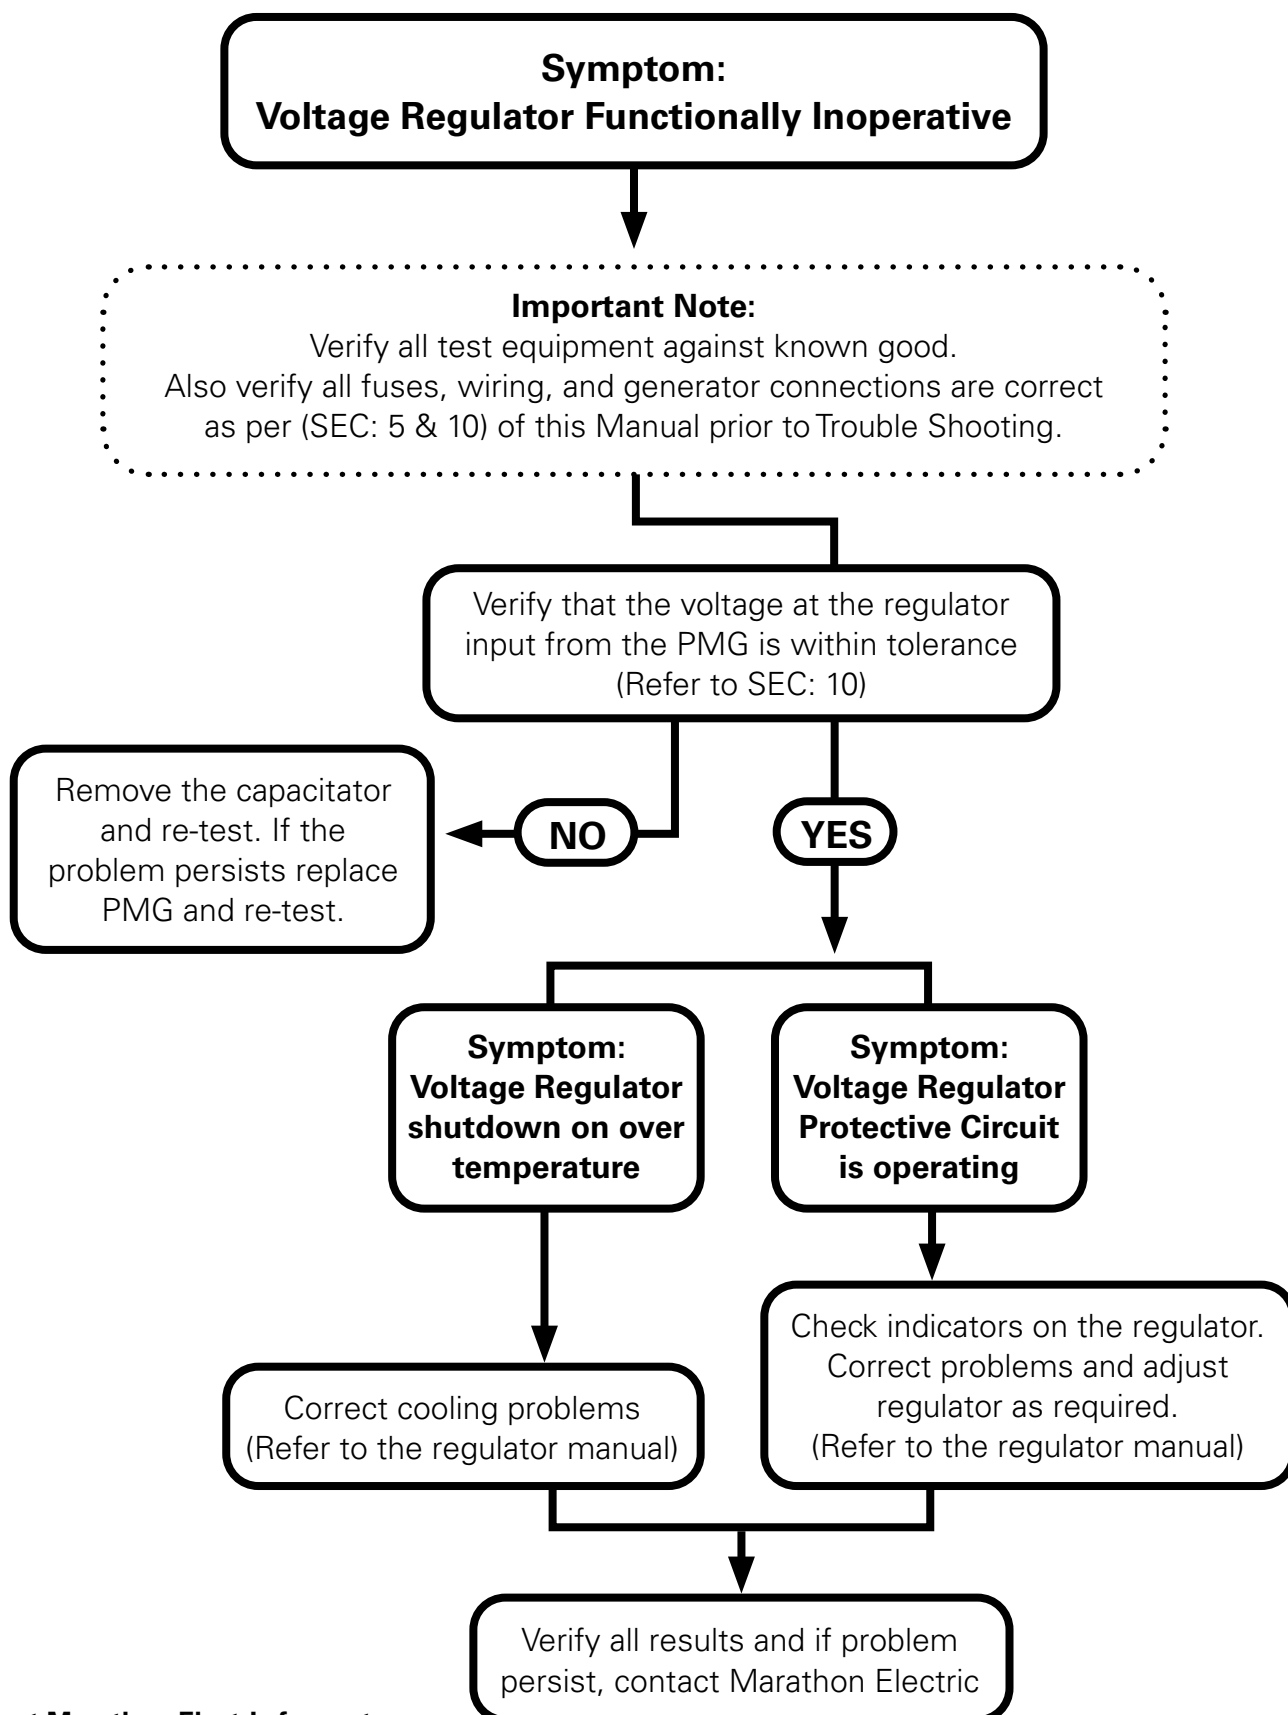 Symptom:
Voltage Regulator Functionally Inoperative
Important Note:
Verify all test equipment against known good.
Also verify all fuses, wiring, and generator connections are correct
as per (SEC: 5 & 10) of this Manual prior to Trouble Shooting.
Verify that the voltage at the regulator
input from the PMG is within tolerance
(Refer to SEC: 10)
Remove the capacitator
and re-test. If the
problem persists replace
PMG and re-test.
NO
YES
Symptom:
Voltage Regulator
shutdown on over
temperature
Symptom:
Voltage Regulator
Protective Circuit
is operating
Correct cooling problems
(Refer to the regulator manual)
Check indicators on the regulator.
Correct problems and adjust
regulator as required.
(Refer to the regulator manual)
Verify all results and if problem
persist, contact Marathon Electric